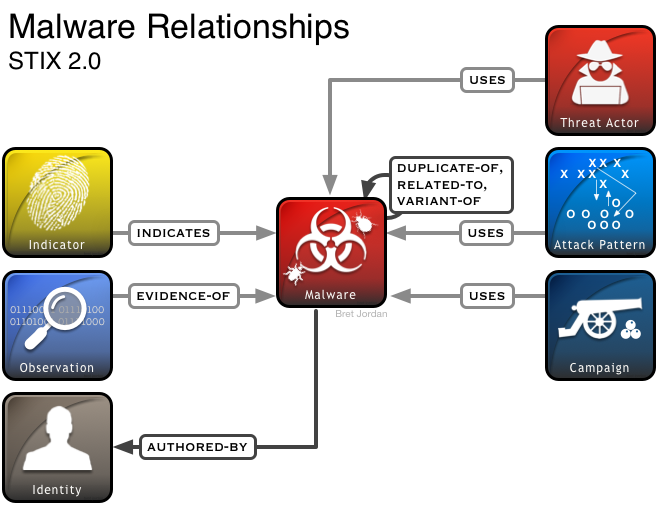 Malware Relationships
STIX 2.0
USES
Threat Actor
DUPLICATE-OF,
RELATED-TO,
VARIANT-OF
Indicator
INDICATES
USES
X X X
X X X X
X
O
O O O O
O O O
Attack Pattern
Malware
Bret Jordan
EVIDENCE-OF
USES
Observation
Campaign
AUTHORED-BY
Identity